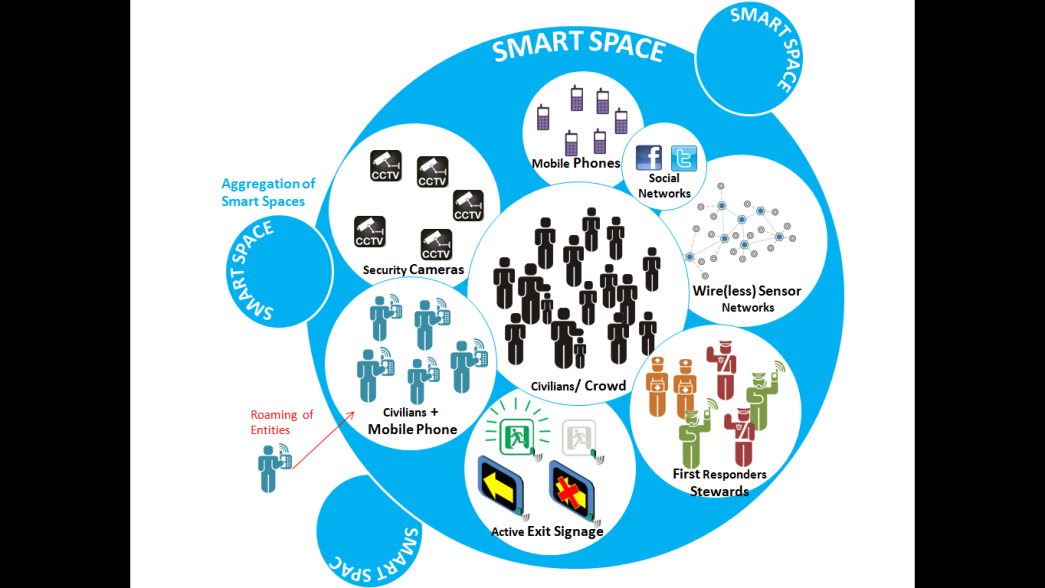 SMART SPACE
SMART SPACE
Mobile Phones
f t
Social
Networks
CCTV
CCTV
CCTV
CCTV
CCTV
Security Cameras
Aggregation of
Smart Spaces
SMART SPACE
Wire(less) Sensor
Networks
Civilians/ Crowd
Civilians +
Mobile Phone
Roaming of
Entities
First Responders
Stewards
Active Exit Signage
SMART SPAC